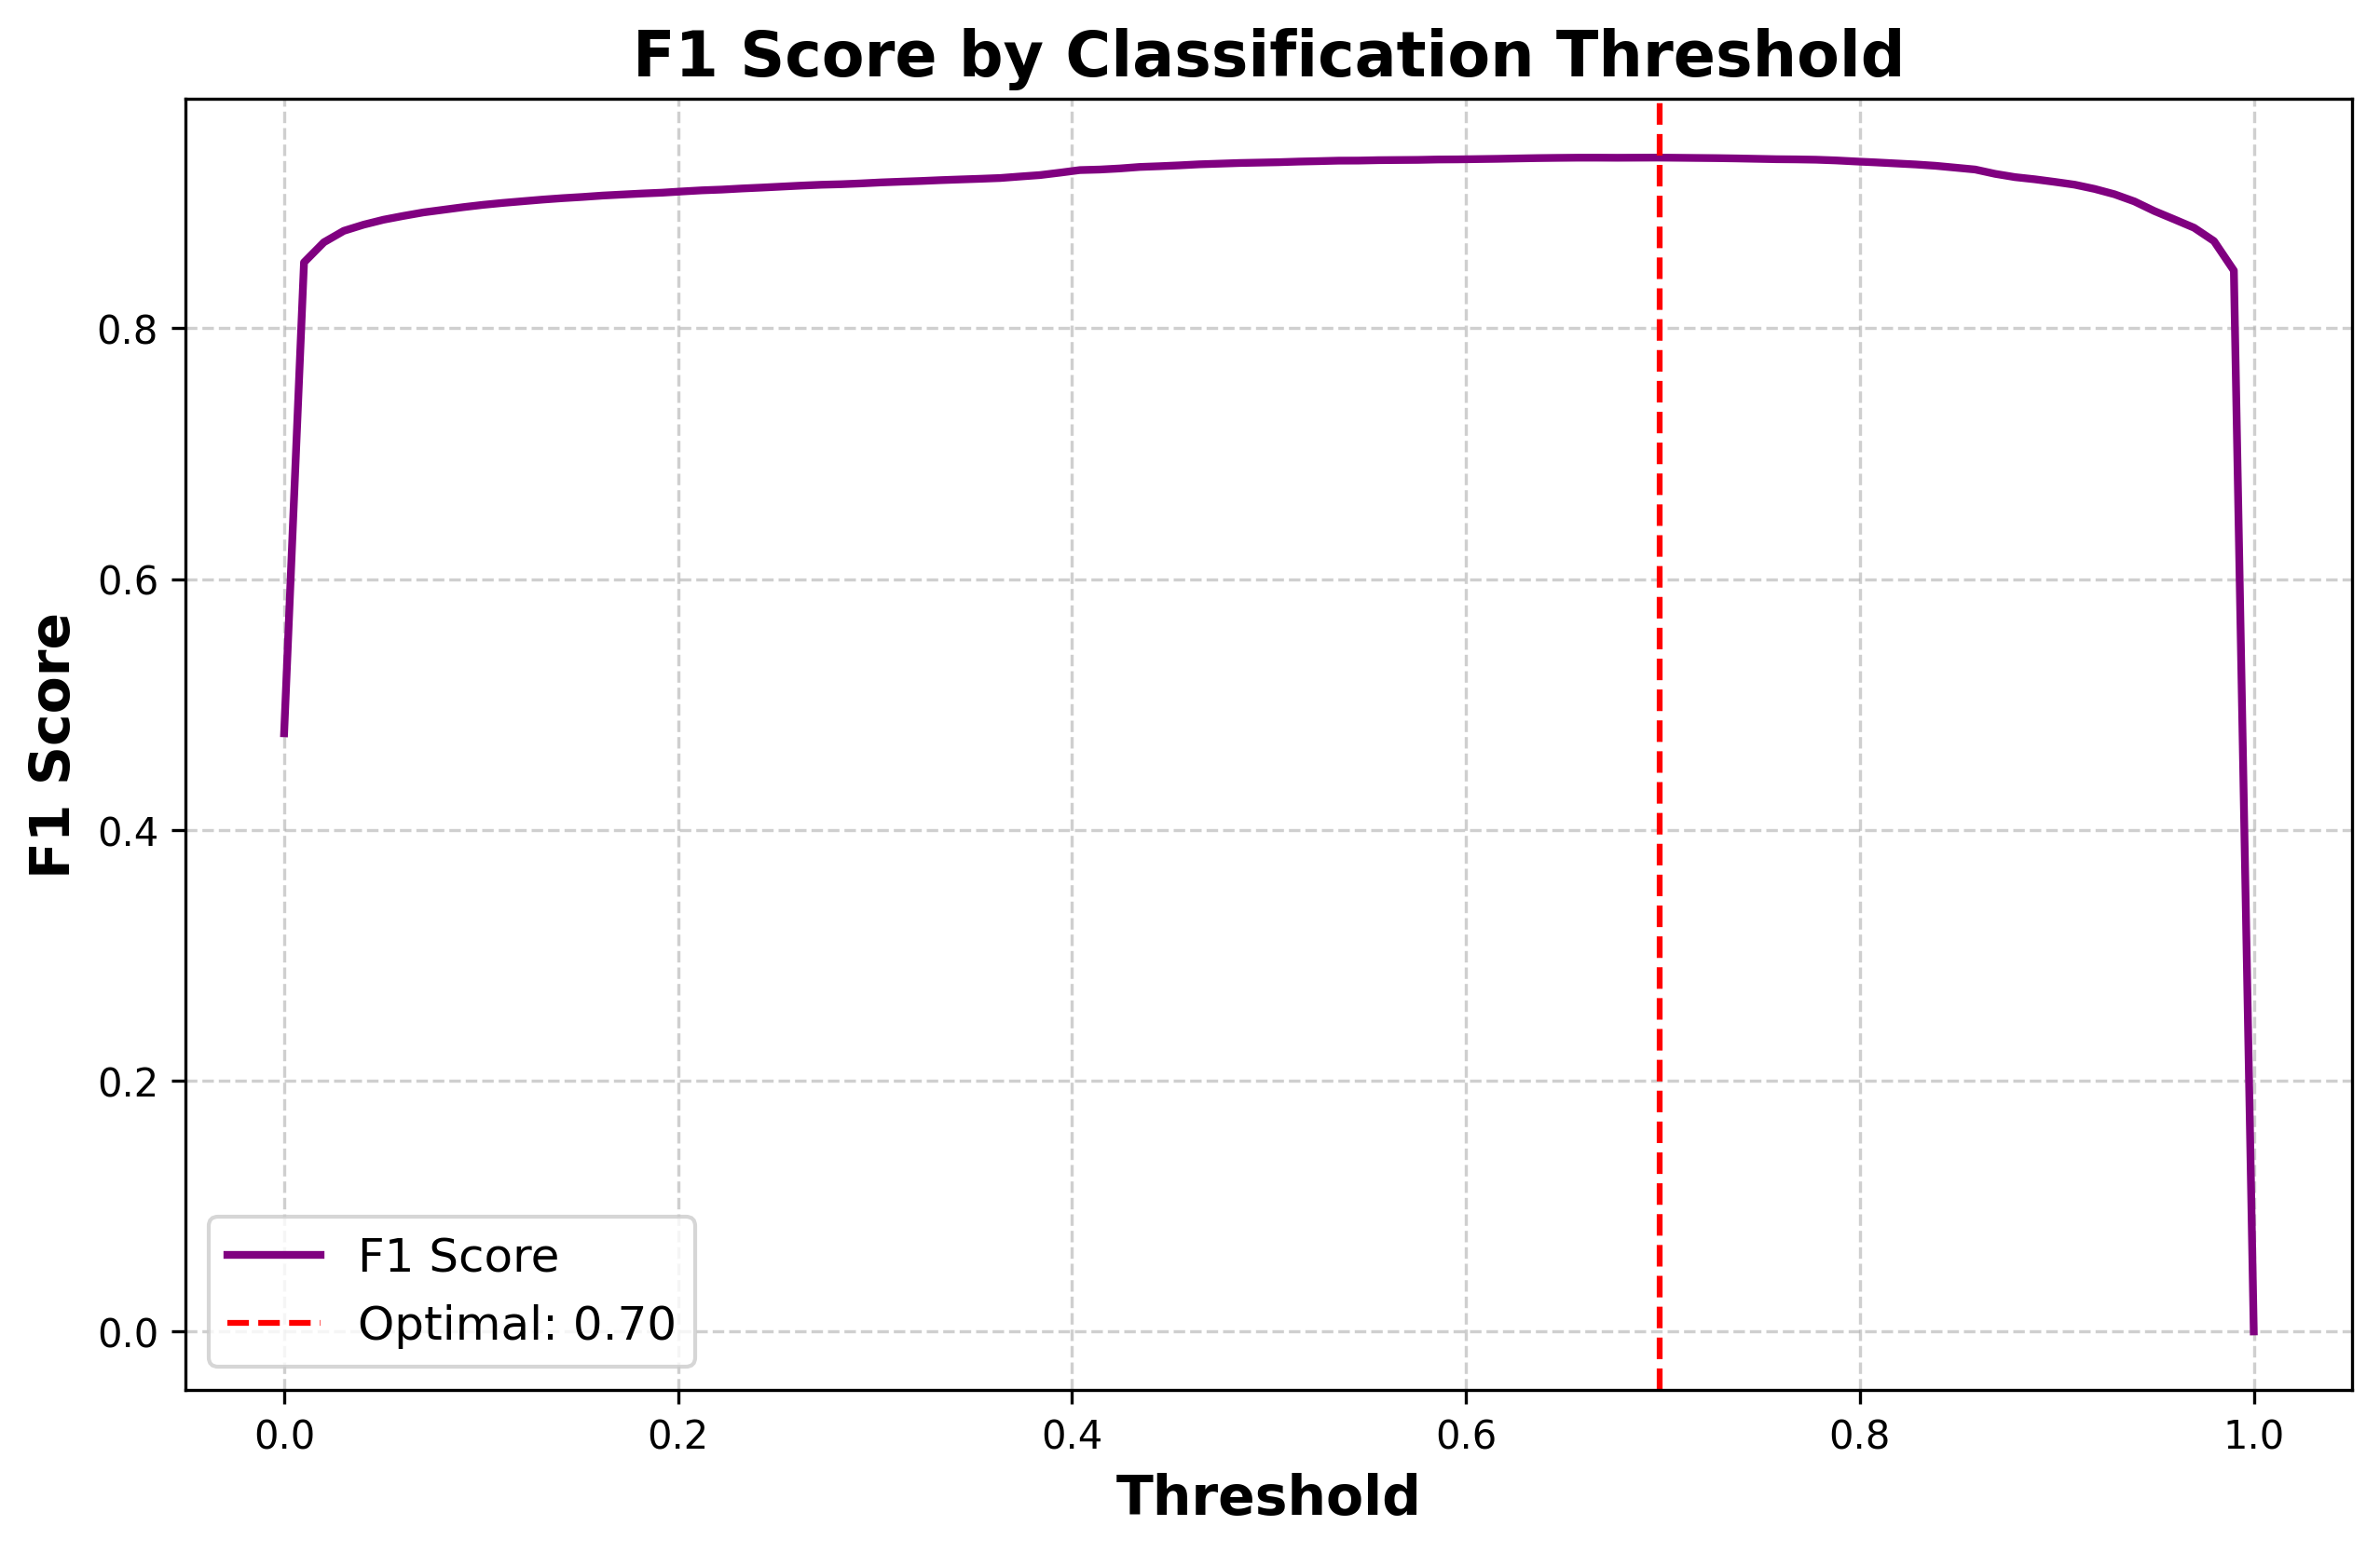 F1 Score by Classification Threshold
F1 Score
0.8
0.6
0.4
0.2
0.0
F1 Score
Optimal: 0.70
0.0 0.2 0.4 0.6 0.8 1.0
Threshold